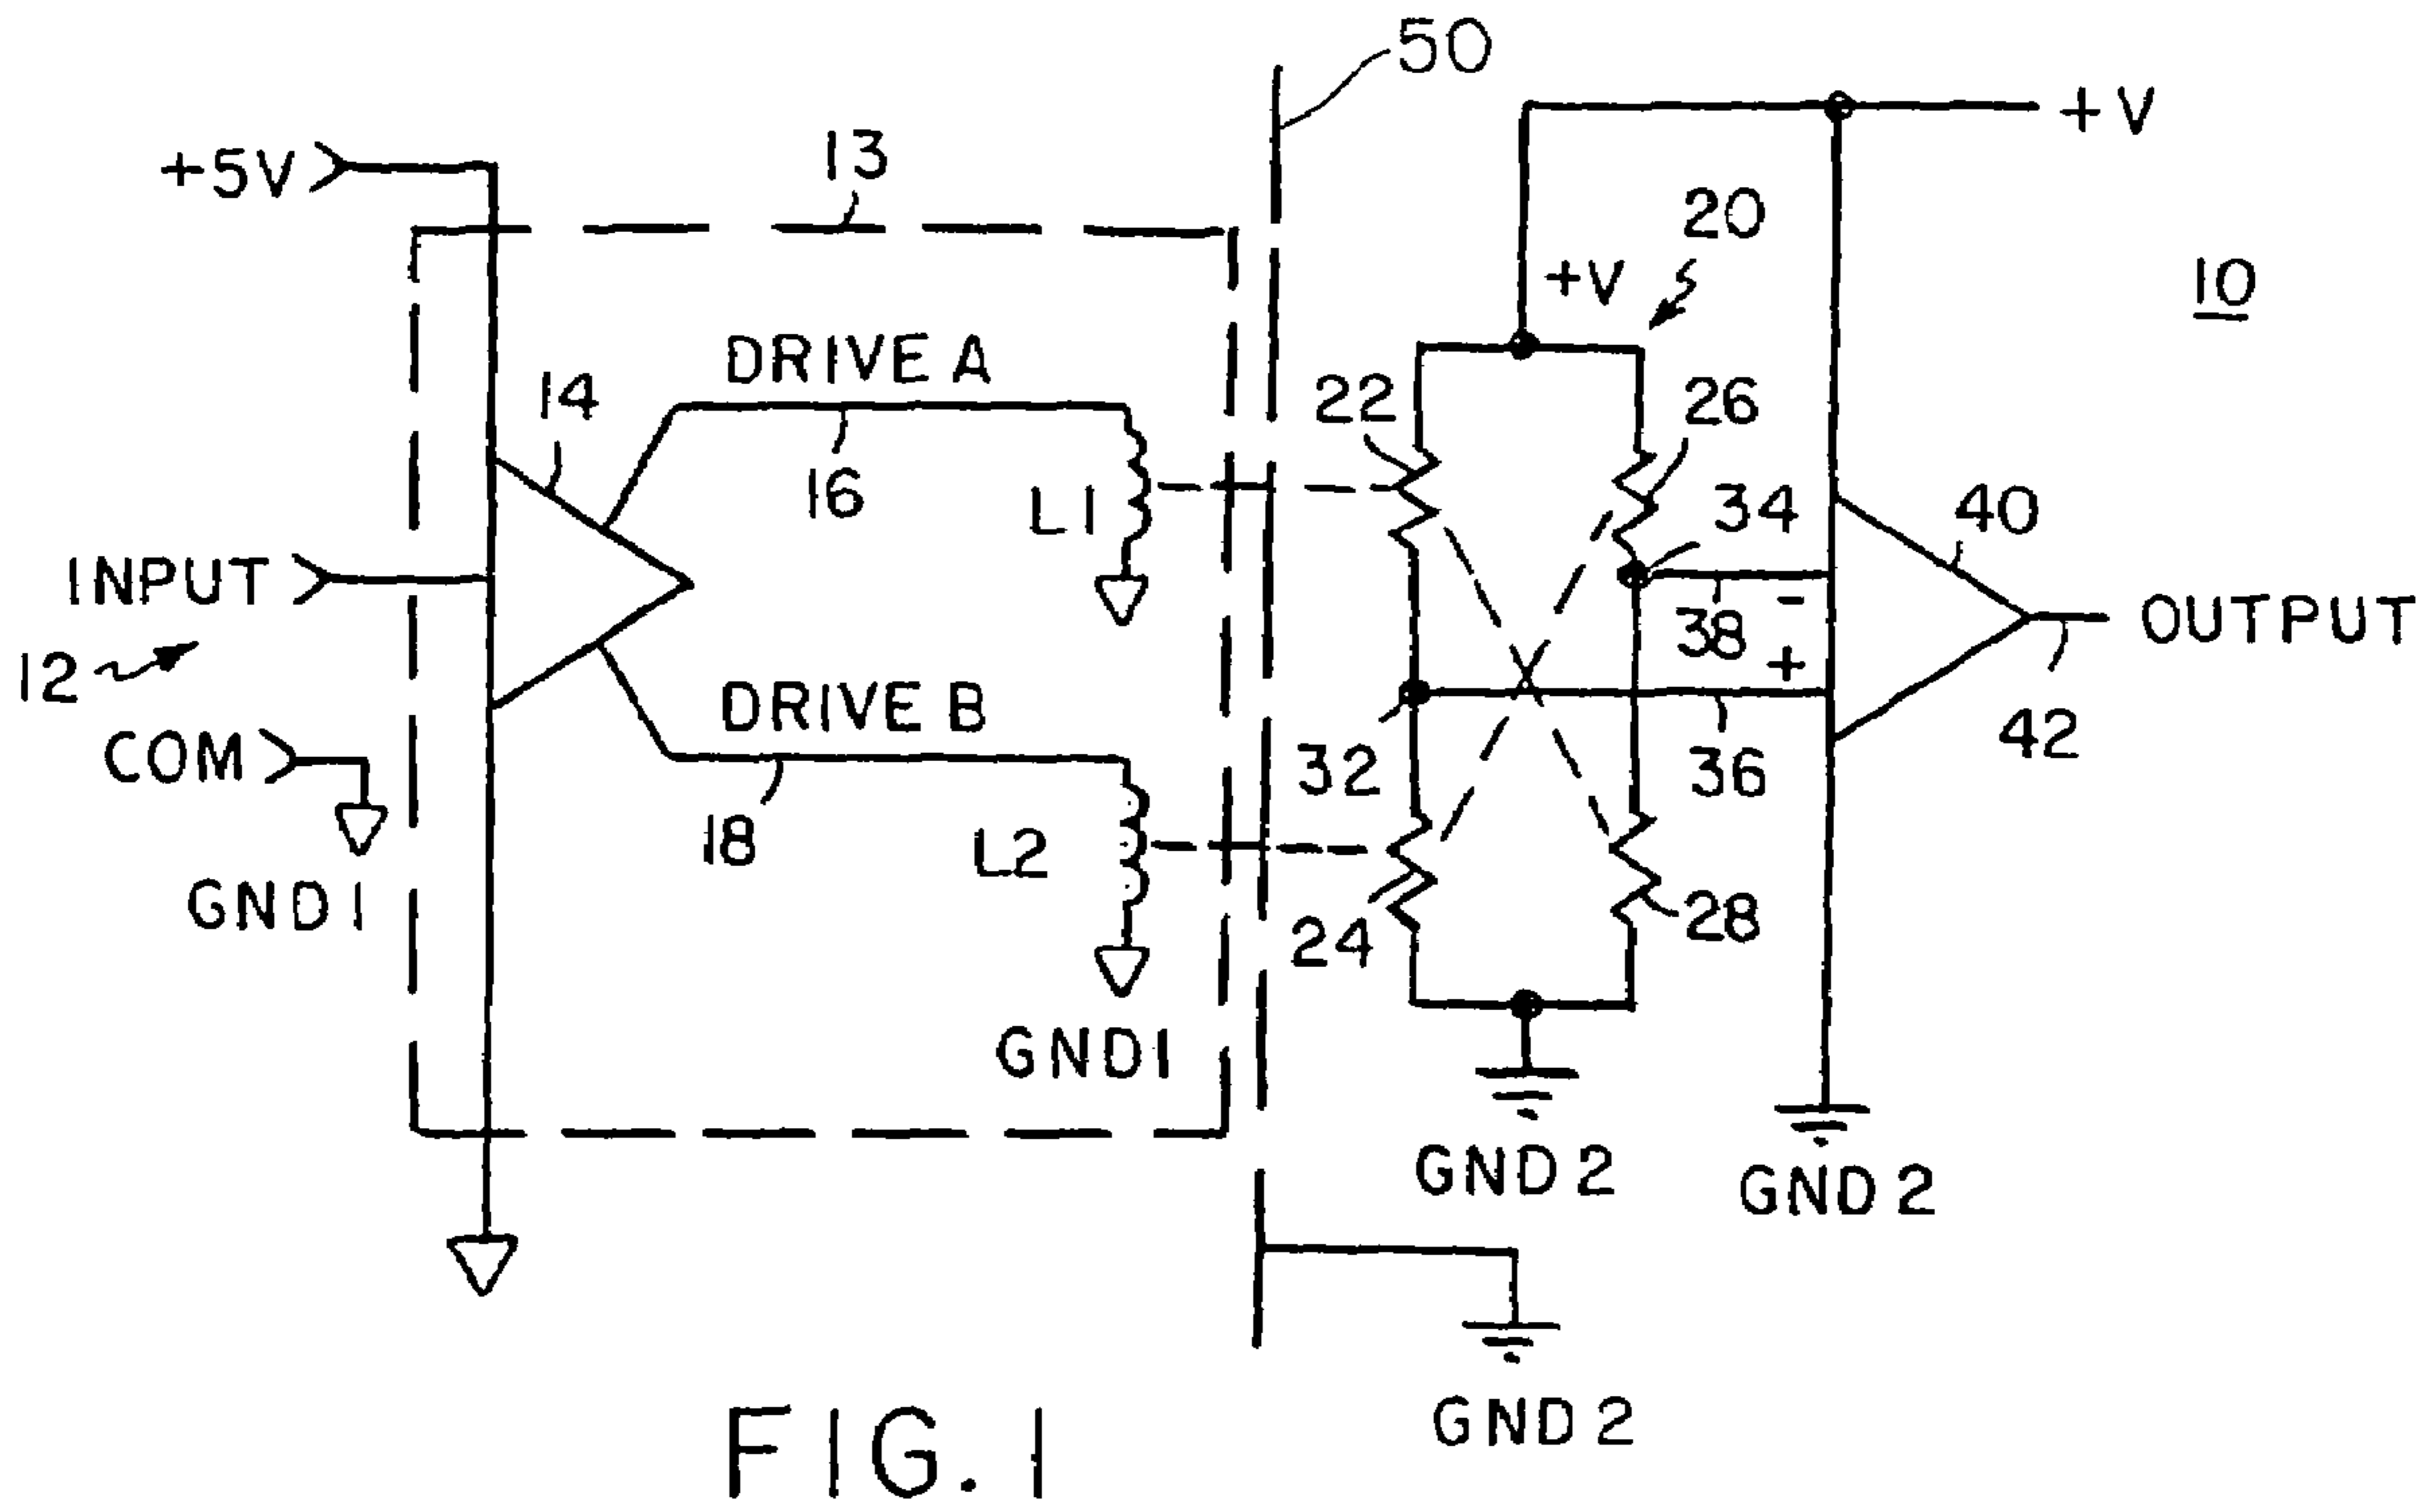 50
+V
+5V
13
20
+V
10
DRIVE A
14
22
26
16
L1
34
40
INPUT
38
-
OUTPUT
12
+
DRIVE B
COM
32
36
42
18
L2
GND1
24
28
GND1
GND2
GND2
GND2
FIG. 1